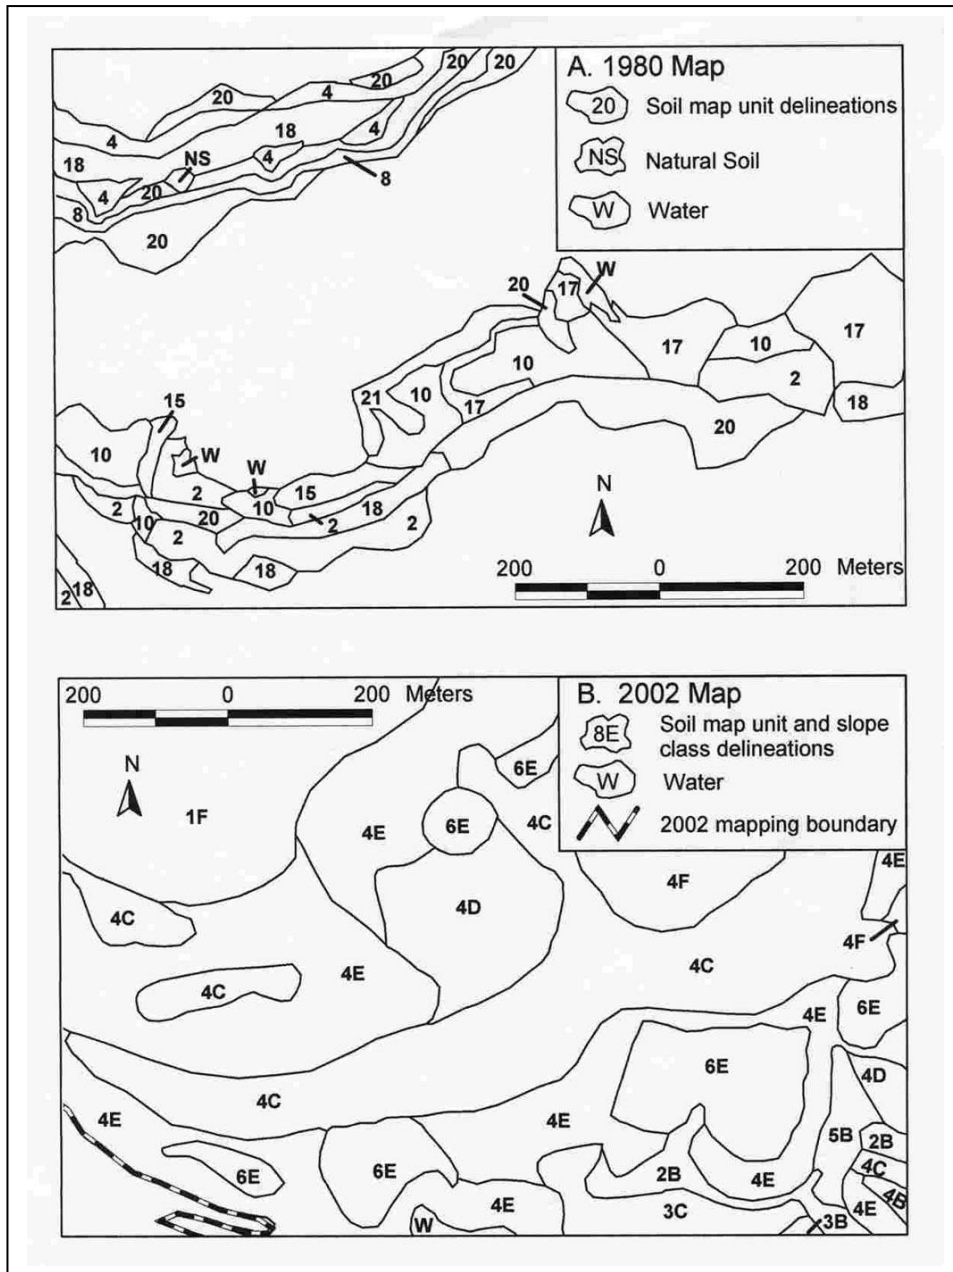 A. 1980 Map
20 Soil map unit delineations
NS Natural Soil
W Water
20 20
20
4
20
4
18
4
4
NS
18
4
20
8
8
20
W
20
17
10
17
17
10
2
18
21
10
17
20
15
10
W
W
2
10
15
2
20
2
18
2
10
2
18
18
18
2
N
200 0 200 Meters
200 0 200 Meters
B. 2002 Map
8E Soil map unit and slope
class delineations
W Water
2002 mapping boundary
N
6E
1F
4E
6E
4C
4E
4F
4C
4D
4F
4C
4E
4C
6E
4E
6E
4D
4C
4E
4E
5B
2B
6E
6E
2B
4E
4C
4B
4E
3C
4E
3B
W